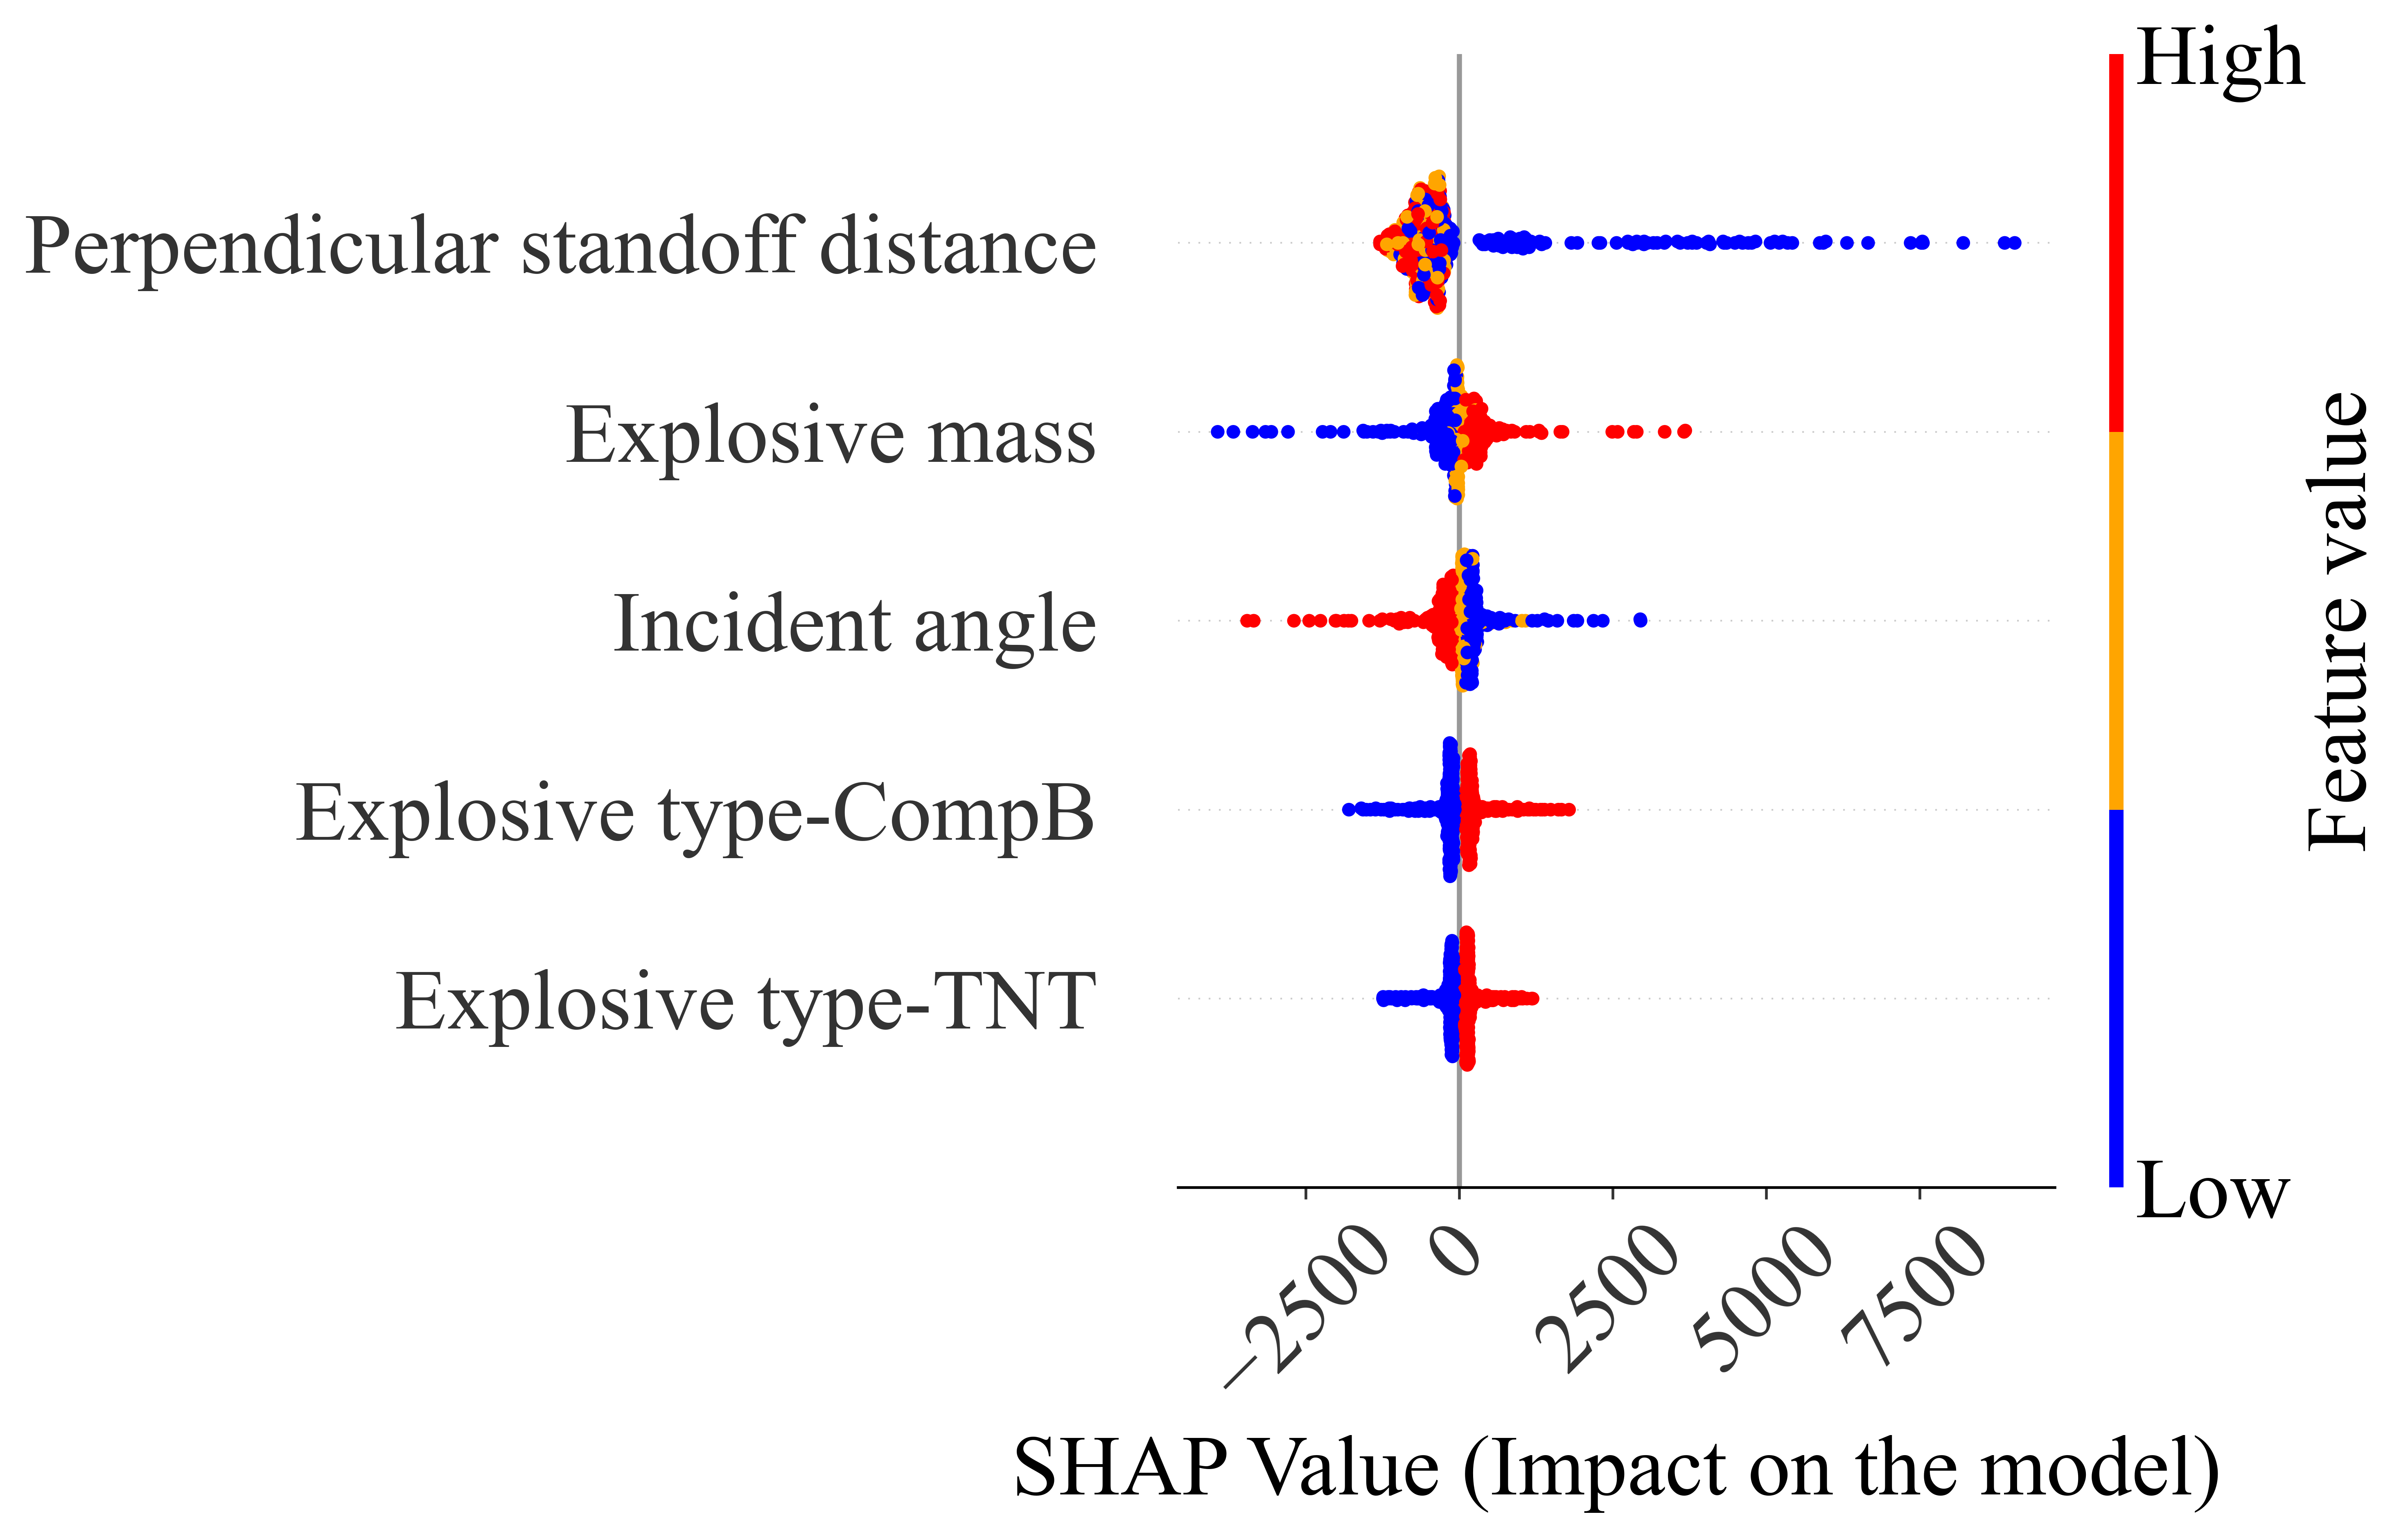 High
Perpendicular standoff distance
Explosive mass
Incident angle
Explosive type-CompB
Explosive type-TNT
Feature value
Low
−2500
0
2500
5000
7500
SHAP Value (Impact on the model)